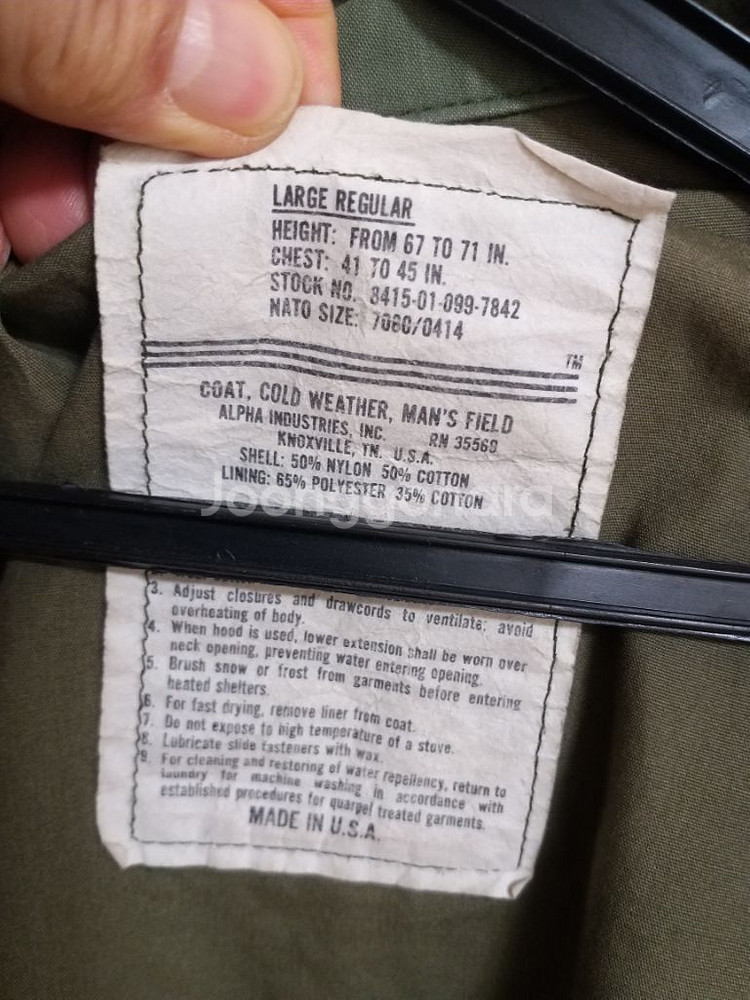 LARGE REGULAR
HEIGHT: FROM 67 TO 71 IN.
CHEST: 41 TO 45 IN.
STOCK NO. 8415-01-099-7842
NATO SIZE: 7080/0414
TM
COAT, COLD WEATHER, MAN'S FIELD
ALPHA INDUSTRIES, INC. RN 35569
KNOXVILLE, TN. U.S.A.
SHELL: 50% NYLON 50% COTTON
LINING: 65% POLYESTER 35% COTTON
Joonggonara
3. Adjust closures and drawcords to ventilate; avoid
overheating of body.
4. When hood is used, lower extension shall be worn over
neck opening, preventing water entering opening.
5. Brush snow or frost from garments before entering
heated shelters.
6. For fast drying, remove liner from coat.
7. Do not expose to high temperature of a stove.
8. Lubricate slide fasteners with wax.
9. For cleaning and restoring of water repellency, return to
laundry for machine washing in accordance with
established procedures for quarpel treated garments.
MADE IN U.S.A.